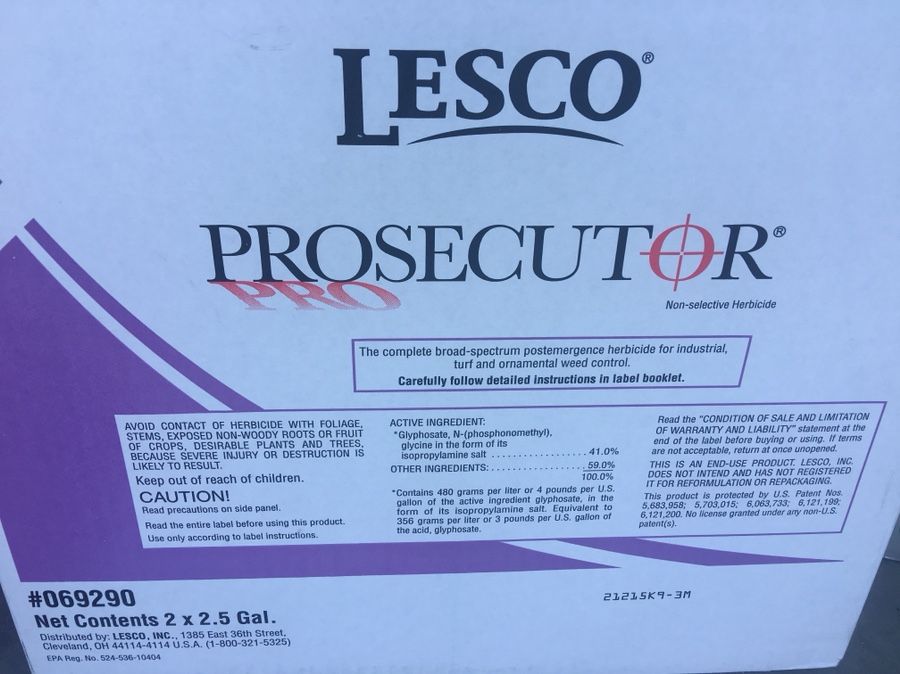 LESCO®
PROSECUTOR®
PRO
Non-selective Herbicide
The complete broad-spectrum postemergence herbicide for industrial,
turf and ornamental weed control.
Carefully follow detailed instructions in label booklet.
AVOID CONTACT OF HERBICIDE WITH FOLIAGE,
STEMS, EXPOSED NON-WOODY ROOTS OR FRUIT
OF CROPS, DESIRABLE PLANTS AND TREES,
BECAUSE SEVERE INJURY OR DESTRUCTION IS
LIKELY TO RESULT.
Keep out of reach of children.
CAUTION!
Read precautions on side panel.
Read the entire label before using this product.
Use only according to label instructions.
ACTIVE INGREDIENT:
*Glyphosate, N-(phosphonomethyl),
glycine in the form of its
isopropylamine salt .................. 41.0%
OTHER INGREDIENTS: .................. 59.0%
100.0%
*Contains 480 grams per liter or 4 pounds per U.S.
gallon of the active ingredient glyphosate, in the
form of its isopropylamine salt. Equivalent to
356 grams per liter or 3 pounds per U.S. gallon of
the acid, glyphosate.
Read the "CONDITION OF SALE AND LIMITATION
OF WARRANTY AND LIABILITY" statement at the
end of the label before buying or using. If terms
are not acceptable, return at once unopened.
THIS IS AN END-USE PRODUCT. LESCO, INC.
DOES NOT INTEND AND HAS NOT REGISTERED
IT FOR REFORMULATION OR REPACKAGING.
This product is protected by U.S. Patent Nos.
5,683,958; 5,703,015; 6,063,733; 6,121,199;
6,121,200. No license granted under any non-U.S.
patent(s).
#069290
Net Contents 2 x 2.5 Gal.
Distributed by: LESCO, INC., 1385 East 36th Street,
Cleveland, OH 44114-4114 U.S.A. (1-800-321-5325)
EPA Reg. No. 524-536-10404
21215K9-3M